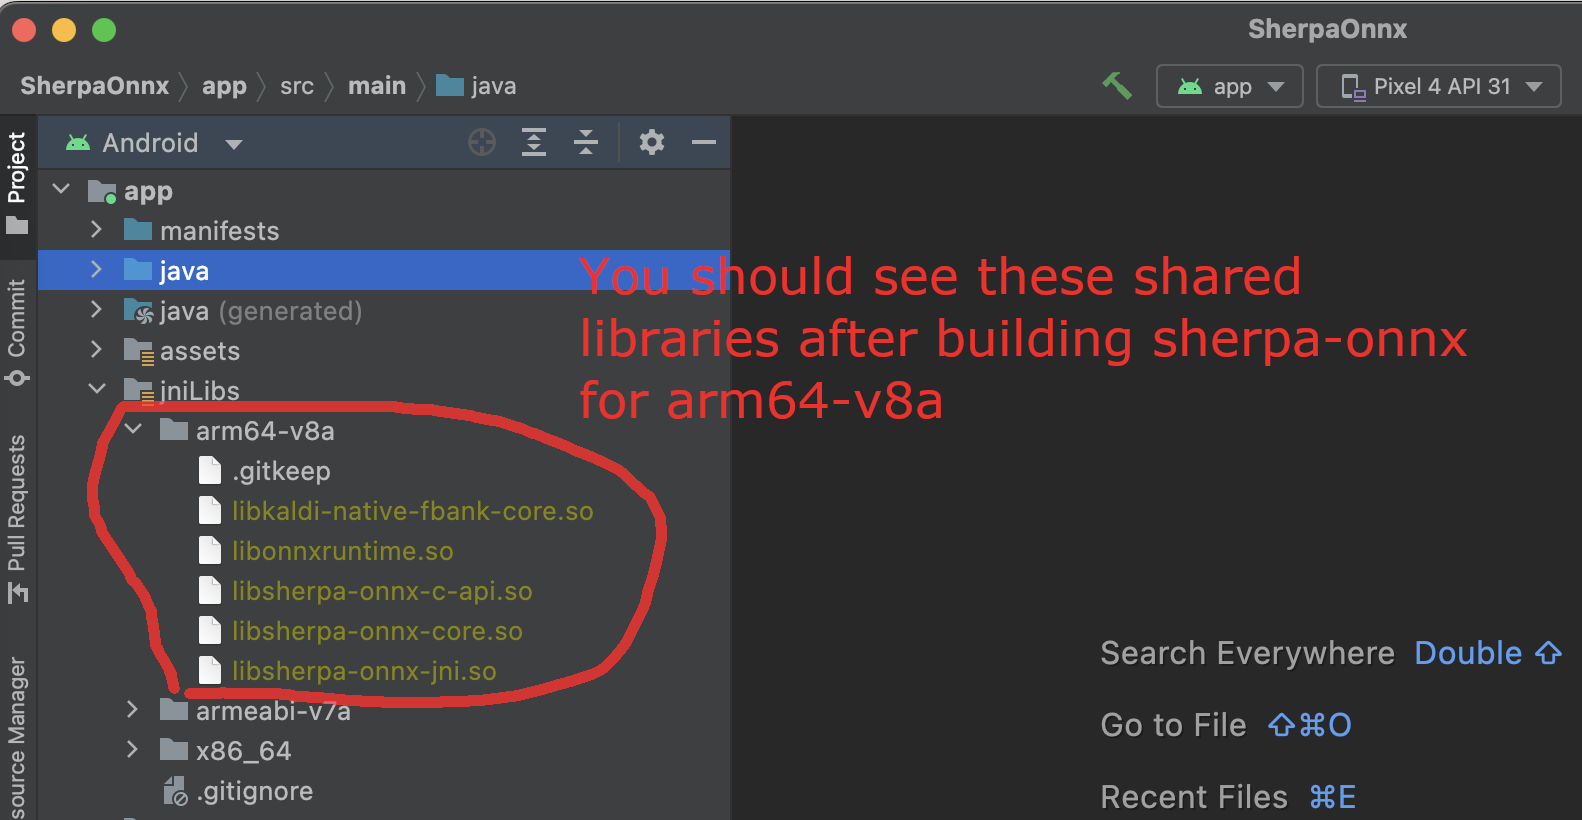 SherpaOnnx
SherpaOnnx app src main java
app Pixel 4 API 31
Project
Commit
Pull Requests
source Manager
Android
app
manifests
java
java (generated)
assets
jniLibs
arm64-v8a
.gitkeep
libkaldi-native-fbank-core.so
libonnxruntime.so
libsherpa-onnx-c-api.so
libsherpa-onnx-core.so
libsherpa-onnx-jni.so
armeabi-v7a
x86_64
.gitignore
You should see these shared
libraries after building sherpa-onnx
for arm64-v8a
Search Everywhere Double ⇧
Go to File ⇧⌘O
Recent Files ⌘E